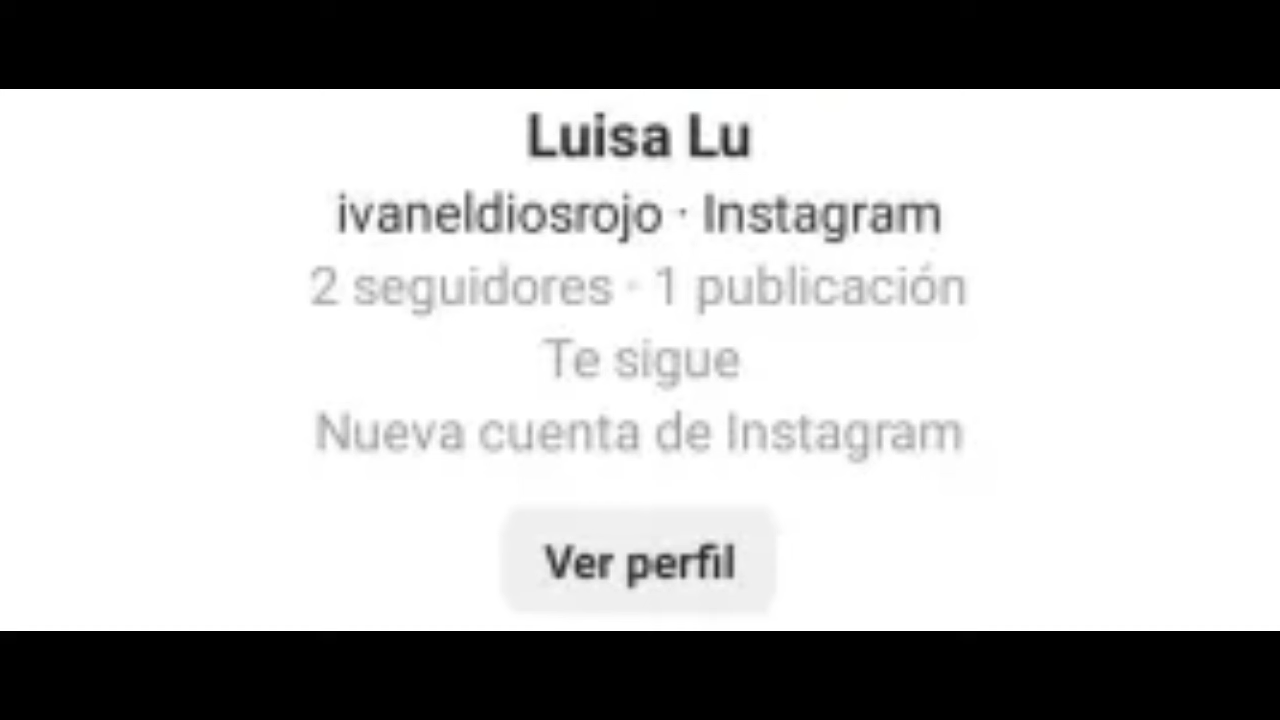 Luisa Lu
ivaneldiosrojo · Instagram
2 seguidores · 1 publicación
Te sigue
Nueva cuenta de Instagram
Ver perfil